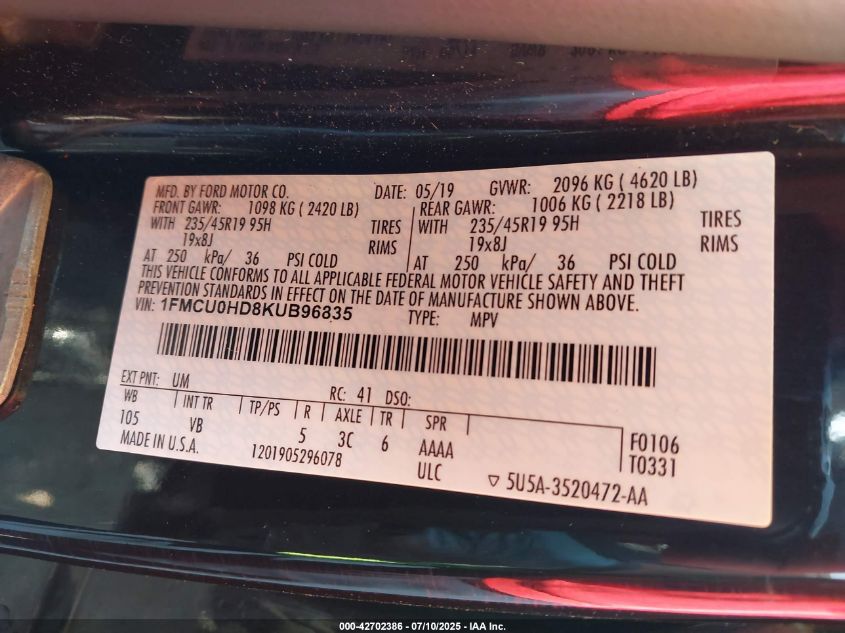 MFD. BY FORD MOTOR CO. DATE: 05/19 GVWR: 2096 KG ( 4620 LB)
FRONT GAWR: 1098 KG ( 2420 LB) REAR GAWR: 1006 KG ( 2218 LB)
WITH 235/45R19 95H TIRES WITH 235/45R19 95H TIRES
19x8J RIMS 19x8J RIMS
AT 250 kPa/ 36 PSI COLD AT 250 kPa/ 36 PSI COLD
THIS VEHICLE CONFORMS TO ALL APPLICABLE FEDERAL MOTOR VEHICLE SAFETY AND THEFT
PREVENTION STANDARDS IN EFFECT ON THE DATE OF MANUFACTURE SHOWN ABOVE.
VIN: 1FMCU0HD8KUB96835 TYPE: MPV
EXT PNT: UM RC: 41 DSO:
WB INT TR TP/PS R AXLE TR SPR
105 VB 5 3C 6 AAAA F0106
MADE IN U.S.A. 1201905296078 ULC T0331
▽ 5U5A-3520472-AA
000-42702386 - 07/10/2025 - IAA Inc.